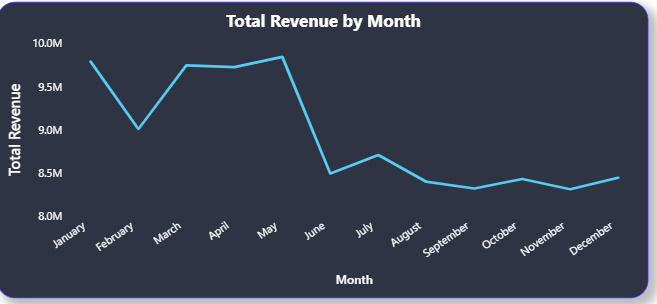 Total Revenue by Month
Total Revenue
10.0M
9.5M
9.0M
8.5M
8.0M
January
February
March
April
May
June
July
August
September
October
November
December
Month